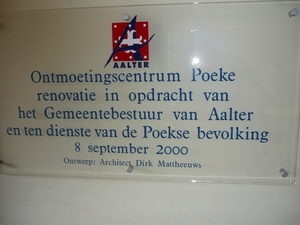 AALTER
Ontmoetingscentrum Poeke
renovatie in opdracht van
het Gemeentebestuur van Aalter
en ten dienste van de Poekse bevolking
8 september 2000
Ontwerp: Architect Dirk Mattheeuws